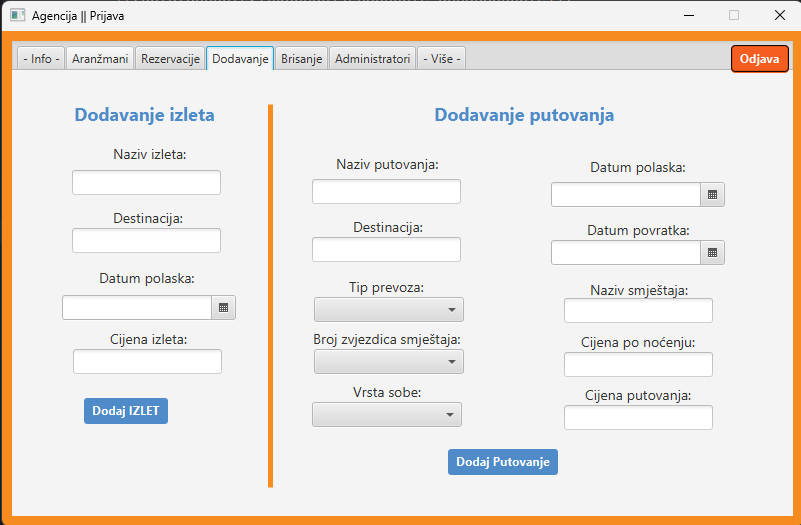 Agencija || Prijava
- Info -
Aranžmani
Rezervacije
Dodavanje
Brisanje
Administratori
- Više -
Odjava
Dodavanje izleta
Naziv izleta:
Destinacija:
Datum polaska:
Cijena izleta:
Dodaj IZLET
Dodavanje putovanja
Naziv putovanja:
Destinacija:
Tip prevoza:
Broj zvjezdica smještaja:
Vrsta sobe:
Datum polaska:
Datum povratka:
Naziv smještaja:
Cijena po noćenju:
Cijena putovanja:
Dodaj Putovanje